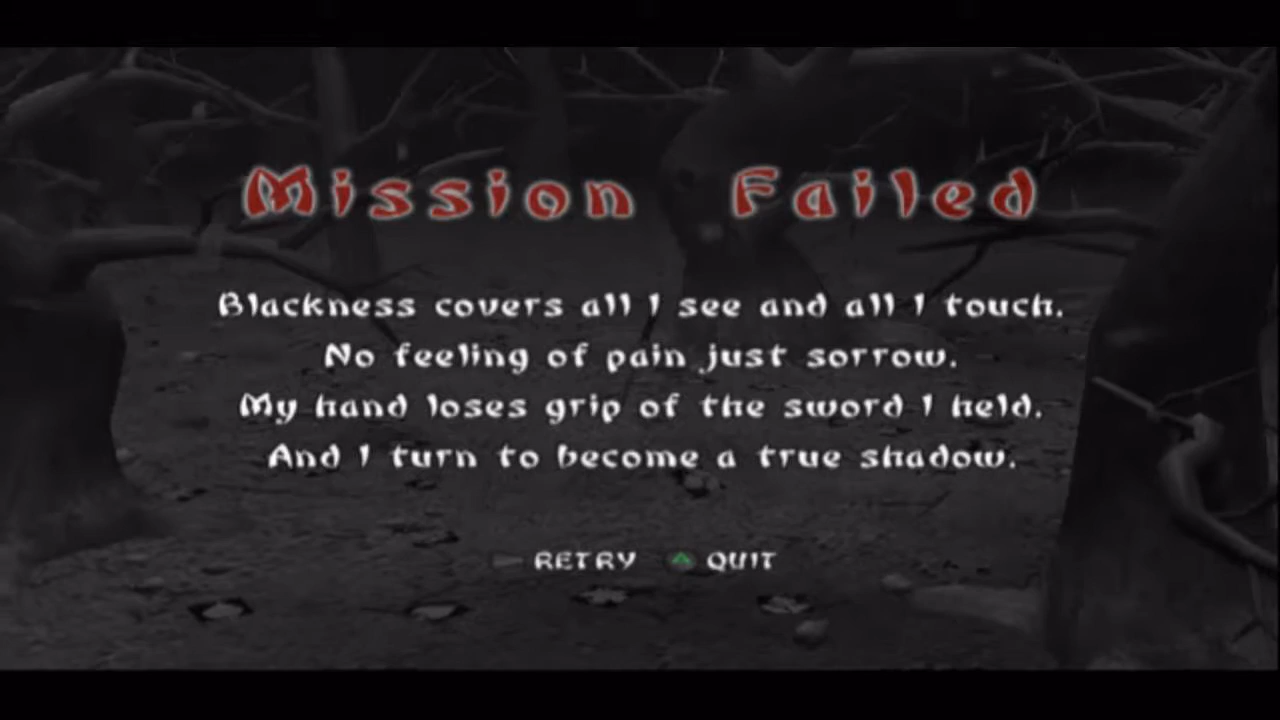 Mission Failed
Blackness covers all I see and all I touch.
No feeling of pain just sorrow.
My hand loses grip of the sword I held.
And I turn to become a true shadow.
RETRY QUIT